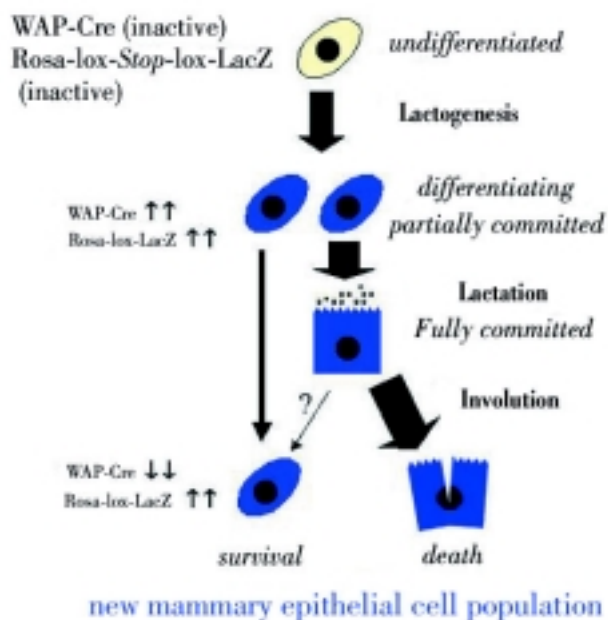 WAP-Cre (inactive)
Rosa-lox-Stop-lox-LacZ
(inactive)
undifferentiated
Lactogenesis
WAP-Cre ↑↑
Rosa-lox-LacZ ↑↑
differentiating
partially committed
Lactation
Fully committed
?
Involution
WAP-Cre ↓↓
Rosa-lox-LacZ ↑↑
survival
death
new mammary epithelial cell population